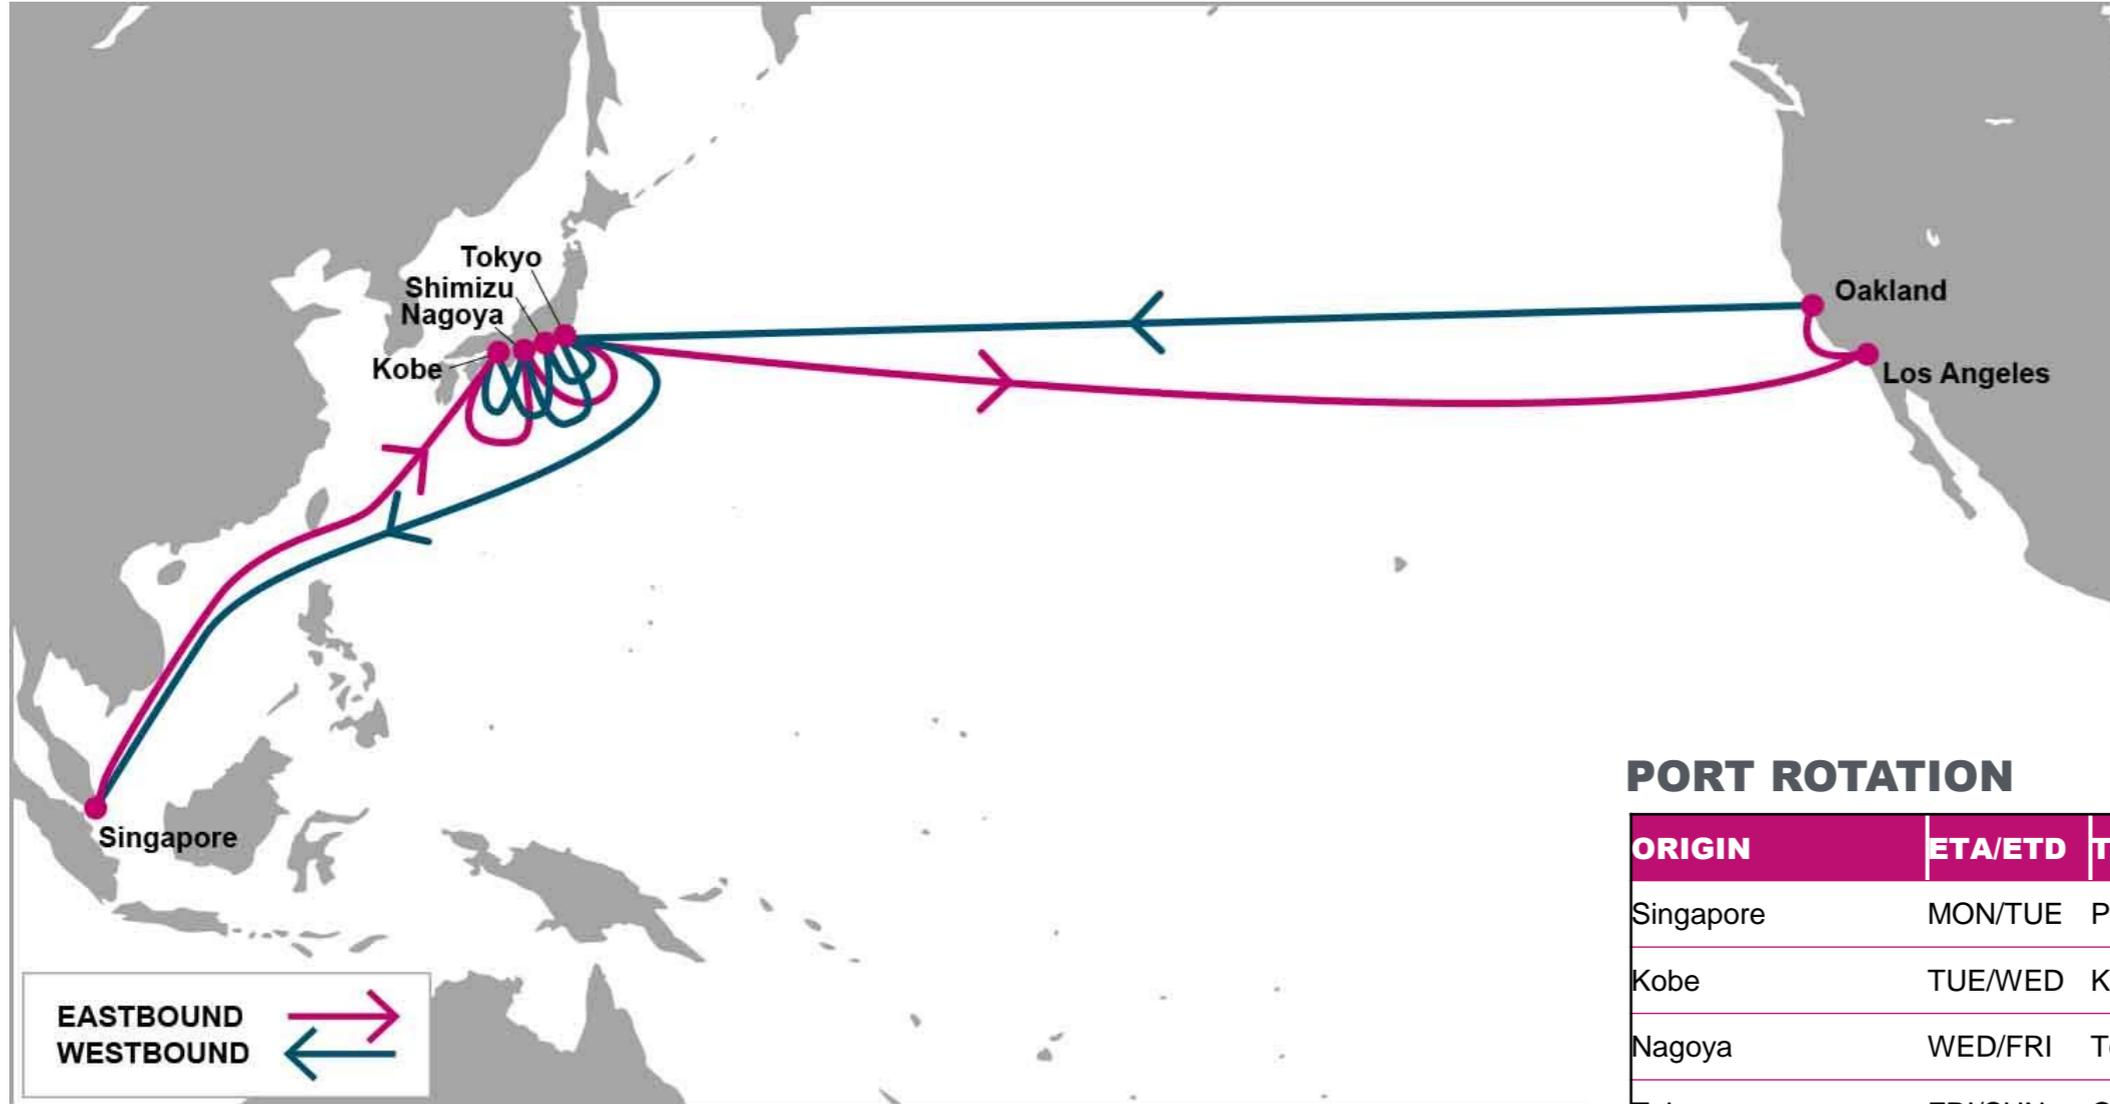 Tokyo
Shimizu
Nagoya
Kobe
Oakland
Los Angeles
Singapore
EASTBOUND
WESTBOUND
PORT ROTATION
ORIGIN ETA/ETD T
Singapore MON/TUE P
Kobe TUE/WED K
Nagoya WED/FRI T